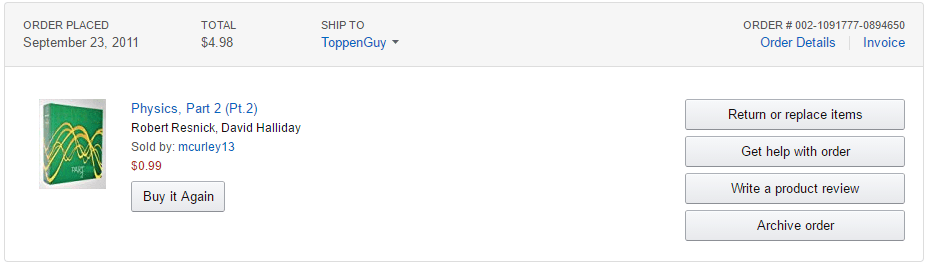 ORDER PLACED
September 23, 2011
TOTAL
$4.98
SHIP TO
ToppenGuy
ORDER # 002-1091777-0894650
Order Details Invoice
Physics, Part 2 (Pt.2)
Robert Resnick, David Halliday
Sold by: mcurley13
$0.99
Buy it Again
Return or replace items
Get help with order
Write a product review
Archive order
PART